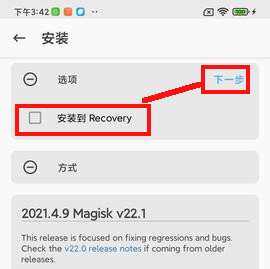 下午3:42
安装
选项
下一步
安装到 Recovery
方式
2021.4.9 Magisk v22.1
This release is focused on fixing regressions and bugs.
Check the v22.0 release notes if coming from older
releases.